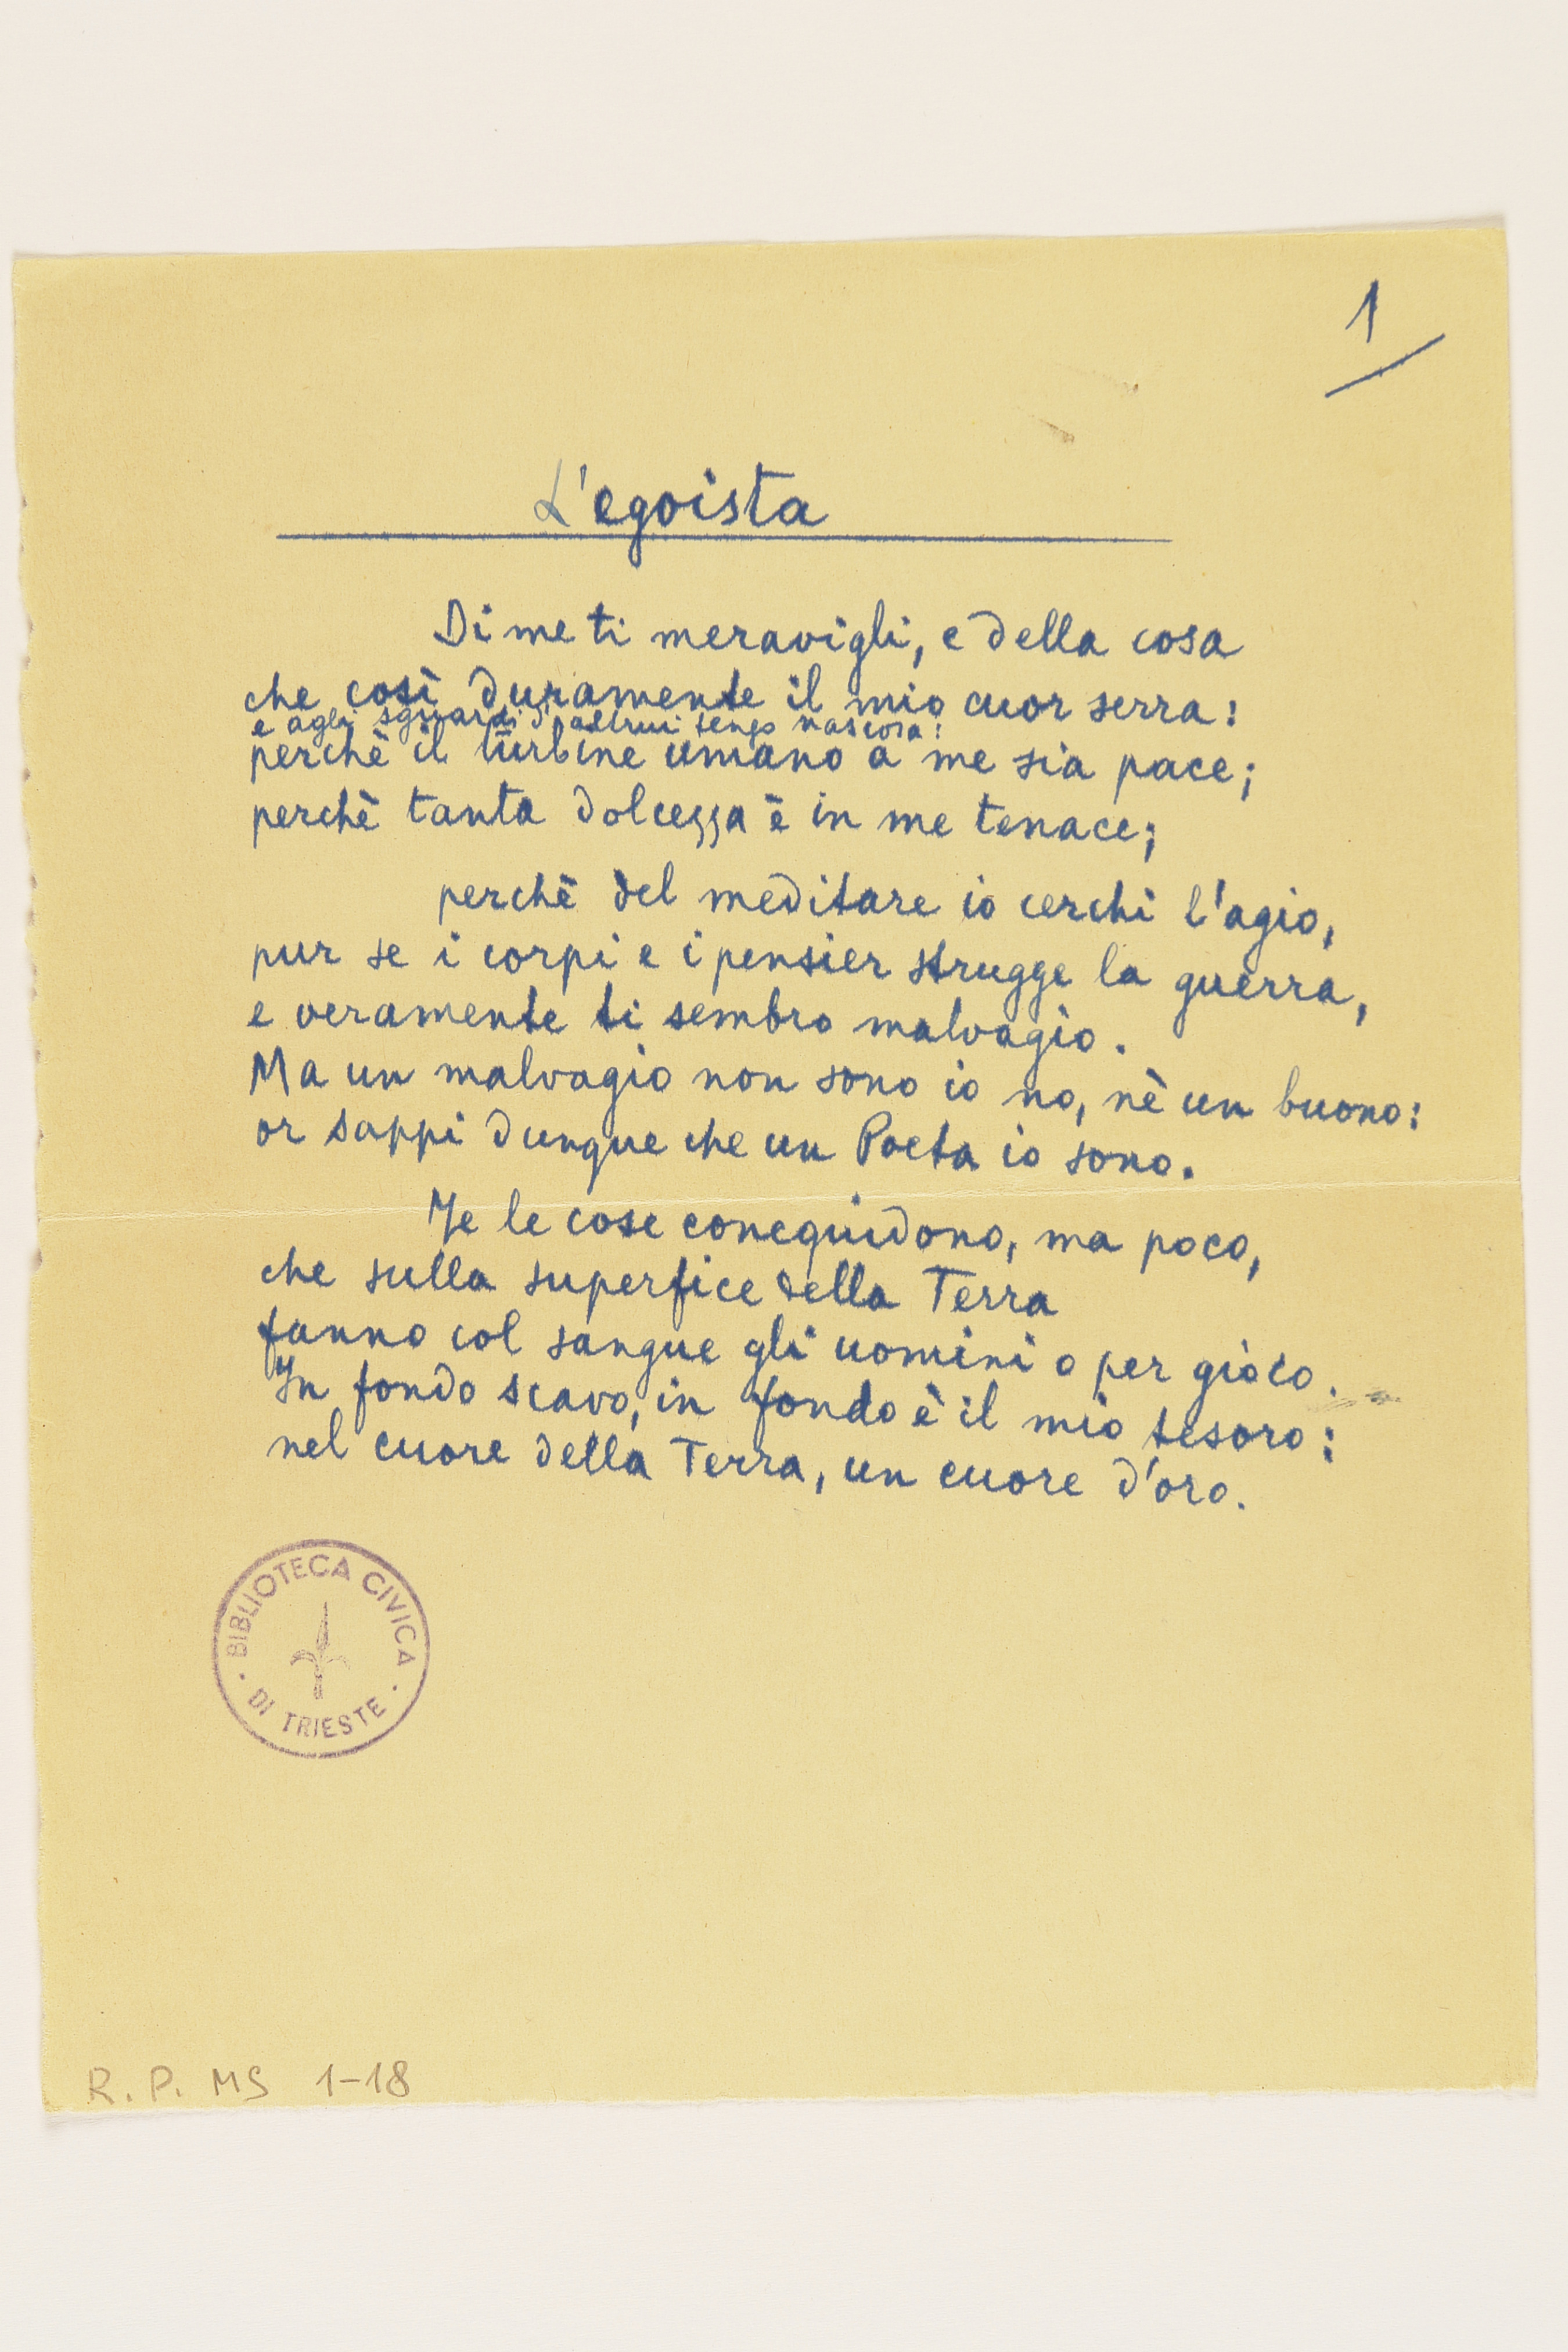 1
L'egoista
Di me ti meravigli, e della cosa
che così duramente il mio cuor serra:
e agli sguardi d'altrui tengo nascosa:
perchè il turbine umano a me sia pace;
perchè tanta dolcezza è in me tenace;
perchè del meditare io cerchi l'agio,
pur se i corpi e i pensier strugge la guerra,
e veramente ti sembro malvagio.
Ma un malvagio non sono io no, nè un buono:
or sappi dunque che un Poeta io sono.
Te le cose conquidono, ma poco,
che sulla superfice della Terra
fanno col sangue gli uomini o per gioco.
In fondo scavo, in fondo è il mio tesoro:
nel cuore della Terra, un cuore d'oro.
BIBLIOTECA CIVICA
DI TRIESTE
R.P. MS 1-18